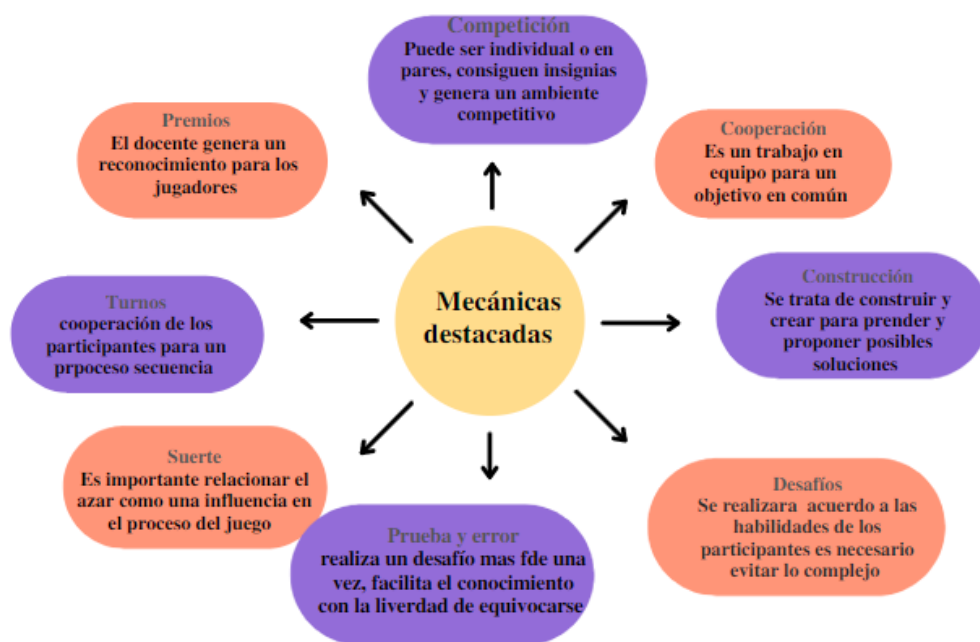 Competición
Puede ser individual o en
pares, consiguen insignias
y genera un ambiente
competitivo
Premios
El docente genera un
reconocimiento para los
jugadores
Cooperación
Es un trabajo en
equipo para un
objetivo en común
Turnos
cooperación de los
participantes para un
prpoceso secuencia
Mecánicas
destacadas
Construcción
Se trata de construir y
crear para prender y
proponer posibles
soluciones
Suerte
Es importante relacionar el
azar como una influencia en
el proceso del juego
Prueba y error
realiza un desafío mas fde una
vez, facilita el conocimiento
con la liverdad de equivocarse
Desafíos
Se realizara acuerdo a las
habilidades de los
participantes es necesario
evitar lo complejo